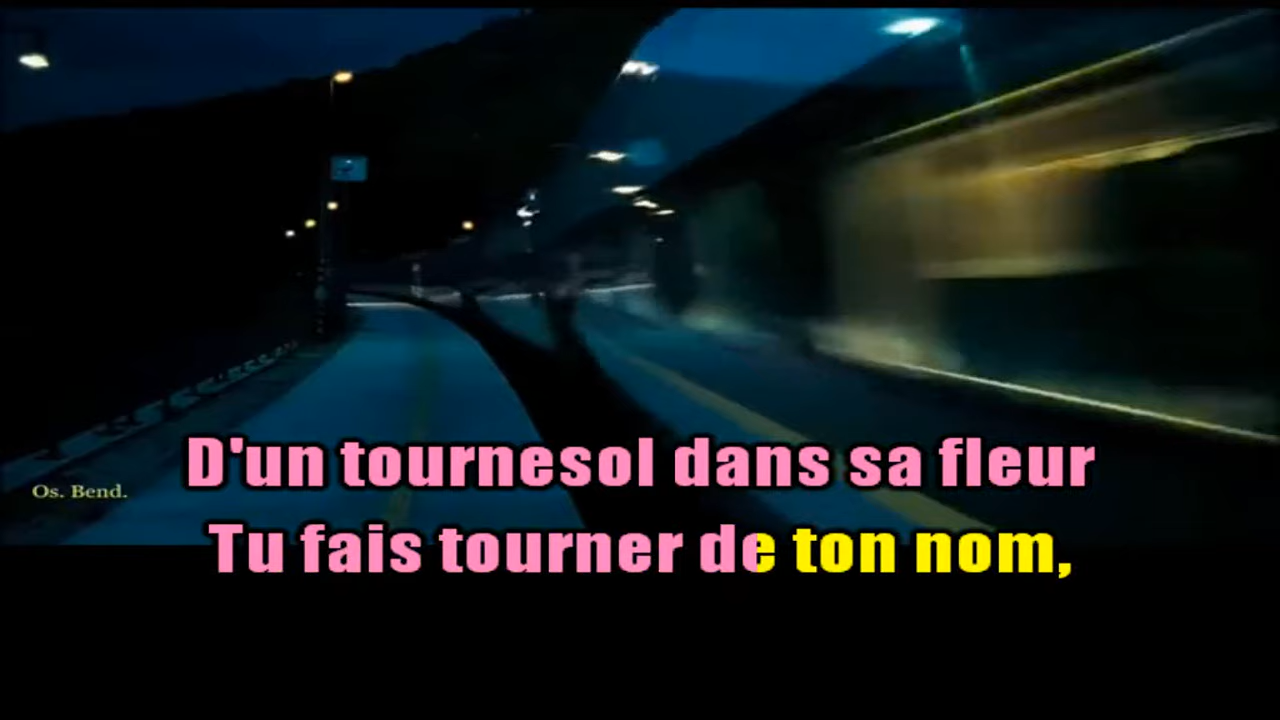 D'un tournesol dans sa fleur
Os. Bend.
Tu fais tourner de ton nom,